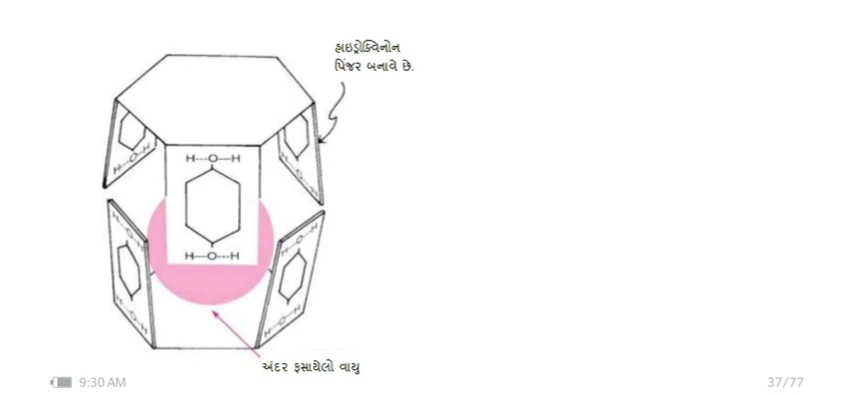 હાઇડ્રોક્વિનોન
પિંજર બનાવે છે.
H---O—H
H—O---H
H---O—H
H---O---H
H---O---H
H---O---H
H---O---H
H---O---H
H—O---H
અંદર ફસાયેલો વાયુ
9:30 AM
37/77